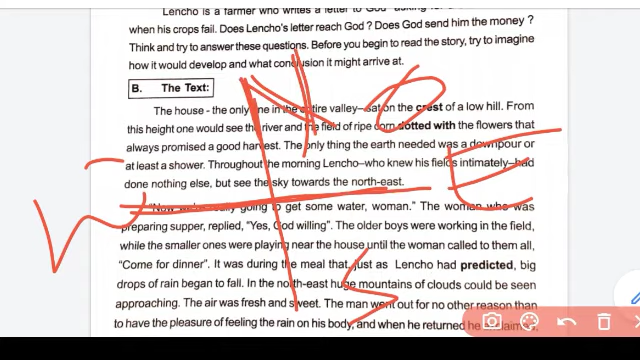 Lencho is a farmer who writes a letter to God
when his crops fail. Does Lencho's letter reach God ? Does God send him the money ?
Think and try to answer these questions. Before you begin to read the story, try to imagine
how it would develop and what conclusion it might arrive at.
B. The Text:
The house - the only one in the entire valley–sat on the crest of a low hill. From
this height one would see the river and the field of ripe corn dotted with the flowers that
always promised a good harvest. The only thing the earth needed was a downpour or
at least a shower. Throughout the morning Lencho–who knew his fields intimately–had
done nothing else, but see the sky towards the north-east.
"Now we're really going to get some water, woman." The woman who was
preparing supper, replied, "Yes, God willing". The older boys were working in the field,
while the smaller ones were playing near the house until the woman called to them all,
"Come for dinner". It was during the meal that, just as Lencho had predicted, big
drops of rain began to fall. In the north-east huge mountains of clouds could be seen
approaching. The air was fresh and sweet. The man went out for no other reason than
to have the pleasure of feeling the rain on his body, and when he returned he exclaimed,
N
E
W
S